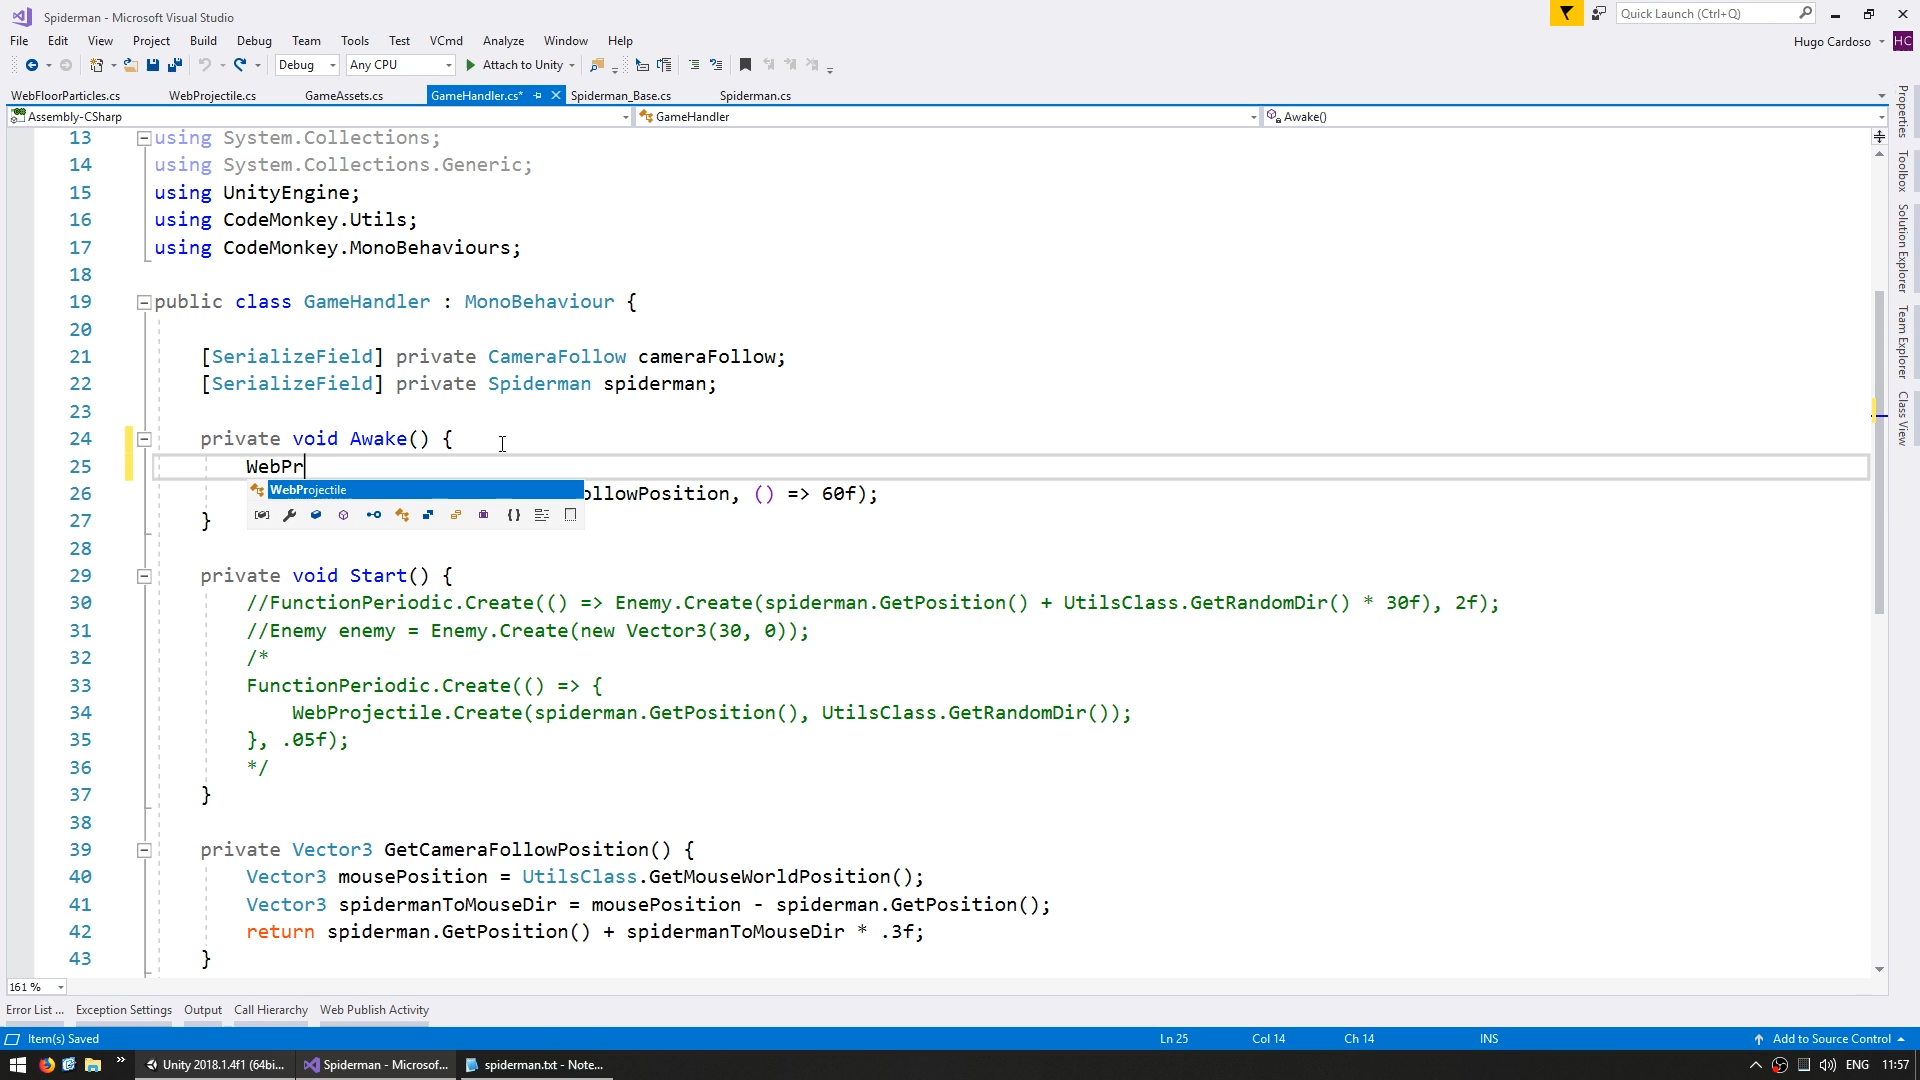 Spiderman - Microsoft Visual Studio
Quick Launch (Ctrl+Q)
File Edit View Project Build Debug Team Tools Test VCmd Analyze Window Help
Hugo Cardoso HC
Debug Any CPU Attach to Unity
WebFloorParticles.cs WebProjectile.cs GameAssets.cs GameHandler.cs* Spiderman_Base.cs Spiderman.cs
Assembly-CSharp GameHandler Awake()
13 using System.Collections;
14 using System.Collections.Generic;
15 using UnityEngine;
16 using CodeMonkey.Utils;
17 using CodeMonkey.MonoBehaviours;
18
19 public class GameHandler : MonoBehaviour {
20
21 [SerializeField] private CameraFollow cameraFollow;
22 [SerializeField] private Spiderman spiderman;
23
24 private void Awake() {
25 WebPr
WebProjectile
26 ollowPosition, () => 60f);
27 }
28
29 private void Start() {
30 //FunctionPeriodic.Create(() => Enemy.Create(spiderman.GetPosition() + UtilsClass.GetRandomDir() * 30f), 2f);
31 //Enemy enemy = Enemy.Create(new Vector3(30, 0));
32 /*
33 FunctionPeriodic.Create(() => {
34 WebProjectile.Create(spiderman.GetPosition(), UtilsClass.GetRandomDir());
35 }, .05f);
36 */
37 }
38
39 private Vector3 GetCameraFollowPosition() {
40 Vector3 mousePosition = UtilsClass.GetMouseWorldPosition();
41 Vector3 spidermanToMouseDir = mousePosition - spiderman.GetPosition();
42 return spiderman.GetPosition() + spidermanToMouseDir * .3f;
43 }
Properties
Toolbox
Solution Explorer
Team Explorer
Class View
161 %
Error List ... Exception Settings Output Call Hierarchy Web Publish Activity
Item(s) Saved Ln 25 Col 14 Ch 14 INS Add to Source Control
Unity 2018.1.4f1 (64bi... Spiderman - Microsof... spiderman.txt - Note... ENG 11:57